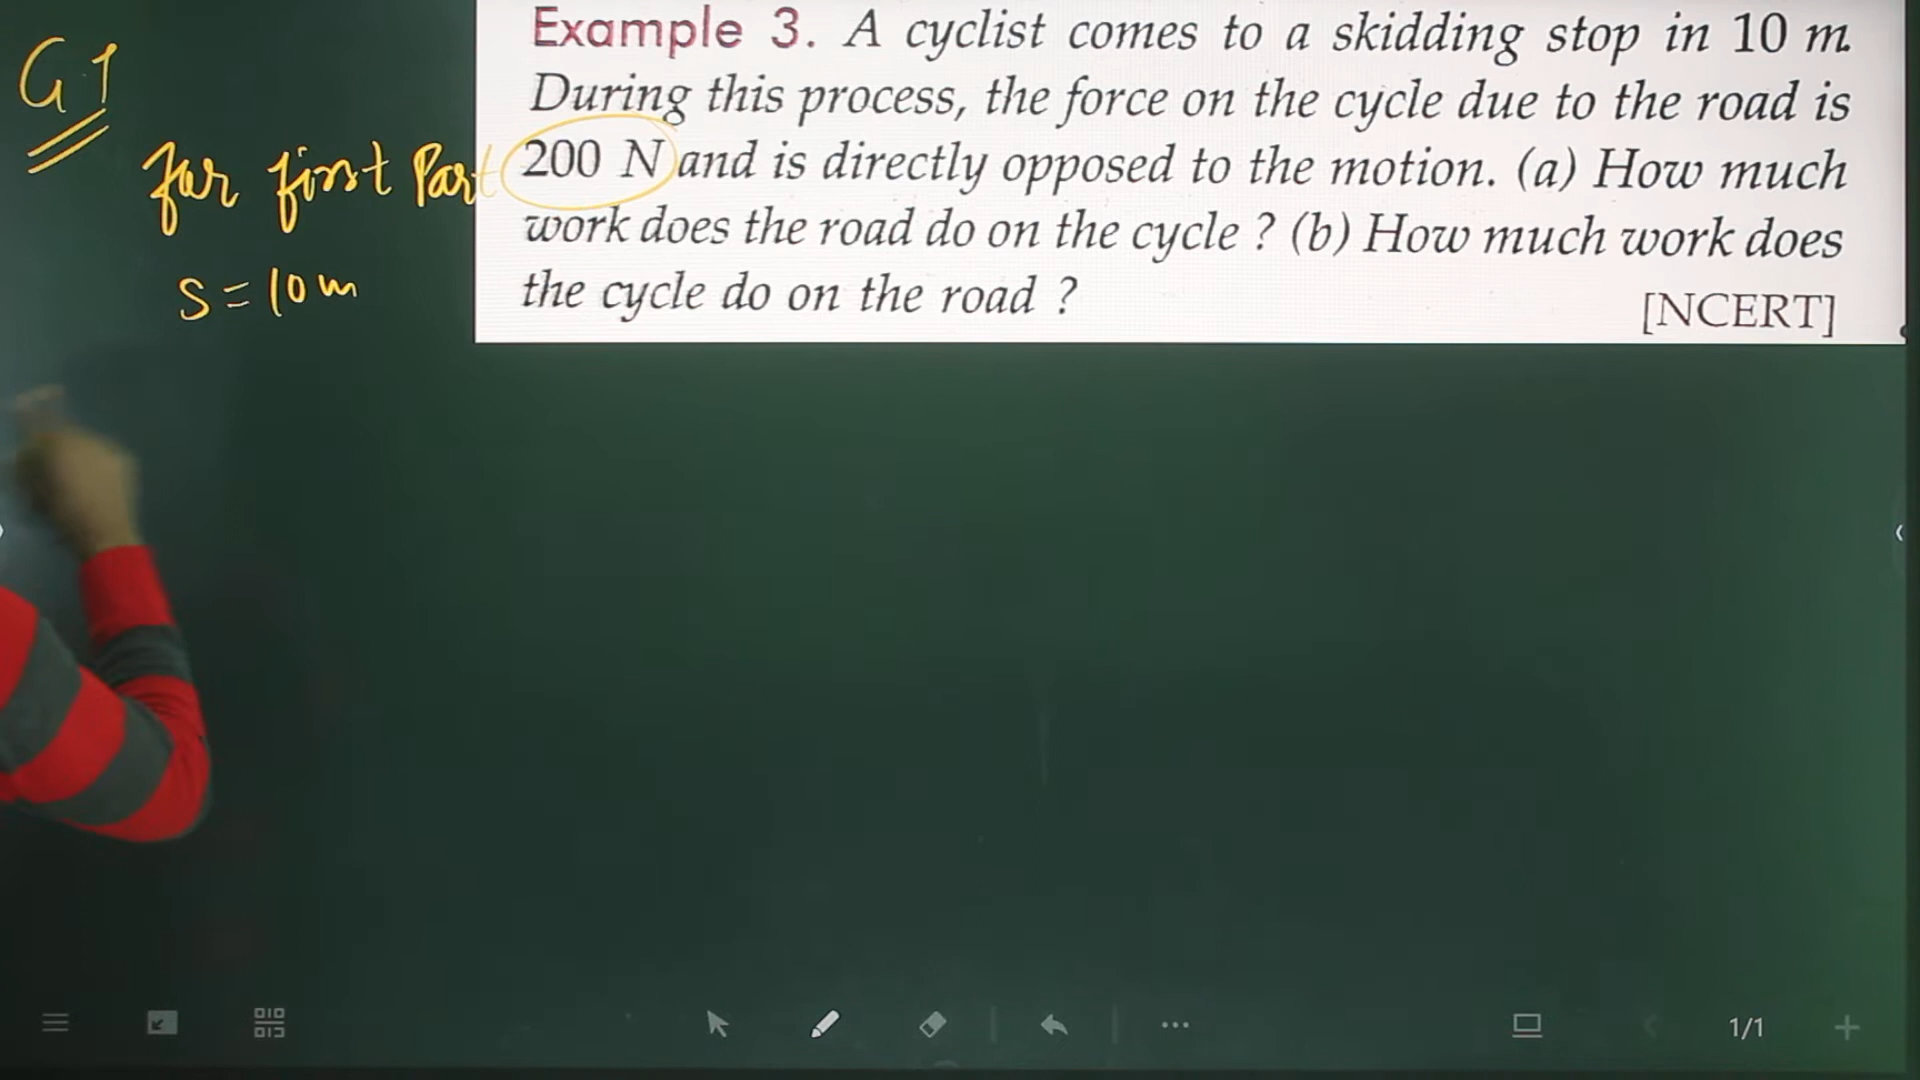 G1
for first Part
S = 10 m
Example 3. A cyclist comes to a skidding stop in 10 m.
During this process, the force on the cycle due to the road is
200 N and is directly opposed to the motion. (a) How much
work does the road do on the cycle ? (b) How much work does
the cycle do on the road ?
[NCERT]
1/1